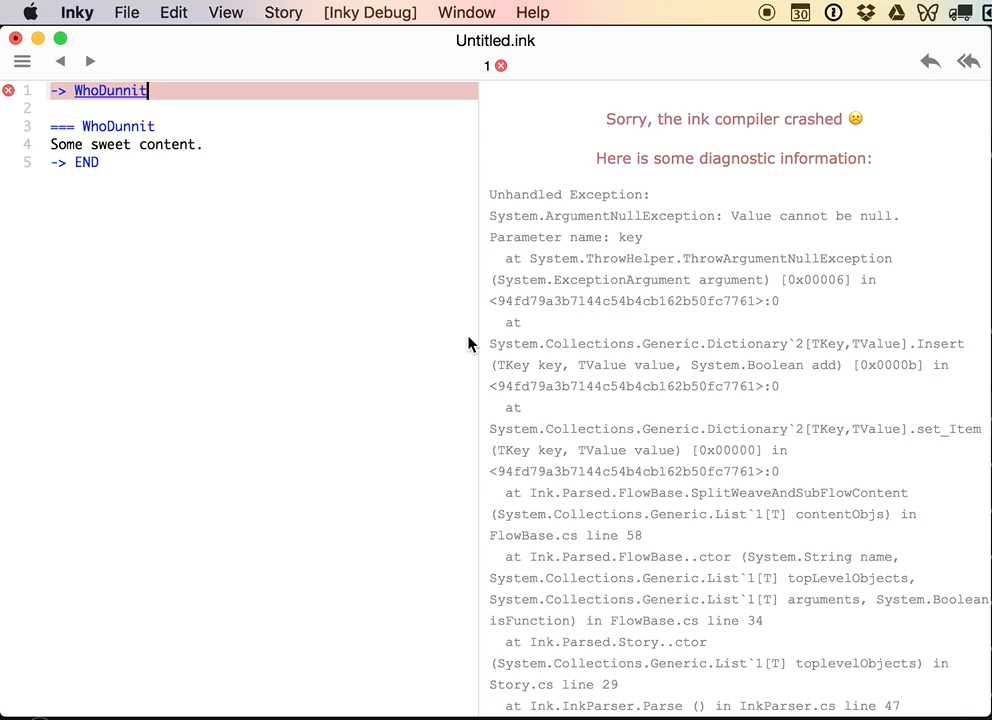 Inky File Edit View Story [Inky Debug] Window Help
30
Untitled.ink
1
1 -> WhoDunnit
2
3 === WhoDunnit
4 Some sweet content.
5 -> END
Sorry, the ink compiler crashed ☹️
Here is some diagnostic information:
Unhandled Exception:
System.ArgumentNullException: Value cannot be null.
Parameter name: key
at System.ThrowHelper.ThrowArgumentNullException
(System.ExceptionArgument argument) [0x00006] in
<94fd79a3b7144c54b4cb162b50fc7761>:0
at
System.Collections.Generic.Dictionary`2[TKey,TValue].Insert
(TKey key, TValue value, System.Boolean add) [0x0000b] in
<94fd79a3b7144c54b4cb162b50fc7761>:0
at
System.Collections.Generic.Dictionary`2[TKey,TValue].set_Item
(TKey key, TValue value) [0x00000] in
<94fd79a3b7144c54b4cb162b50fc7761>:0
at Ink.Parsed.FlowBase.SplitWeaveAndSubFlowContent
(System.Collections.Generic.List`1[T] contentObjs) in
FlowBase.cs line 58
at Ink.Parsed.FlowBase..ctor (System.String name,
System.Collections.Generic.List`1[T] topLevelObjects,
System.Collections.Generic.List`1[T] arguments, System.Boolean
isFunction) in FlowBase.cs line 34
at Ink.Parsed.Story..ctor
(System.Collections.Generic.List`1[T] toplevelObjects) in
Story.cs line 29
at Ink.InkParser.Parse () in InkParser.cs line 47